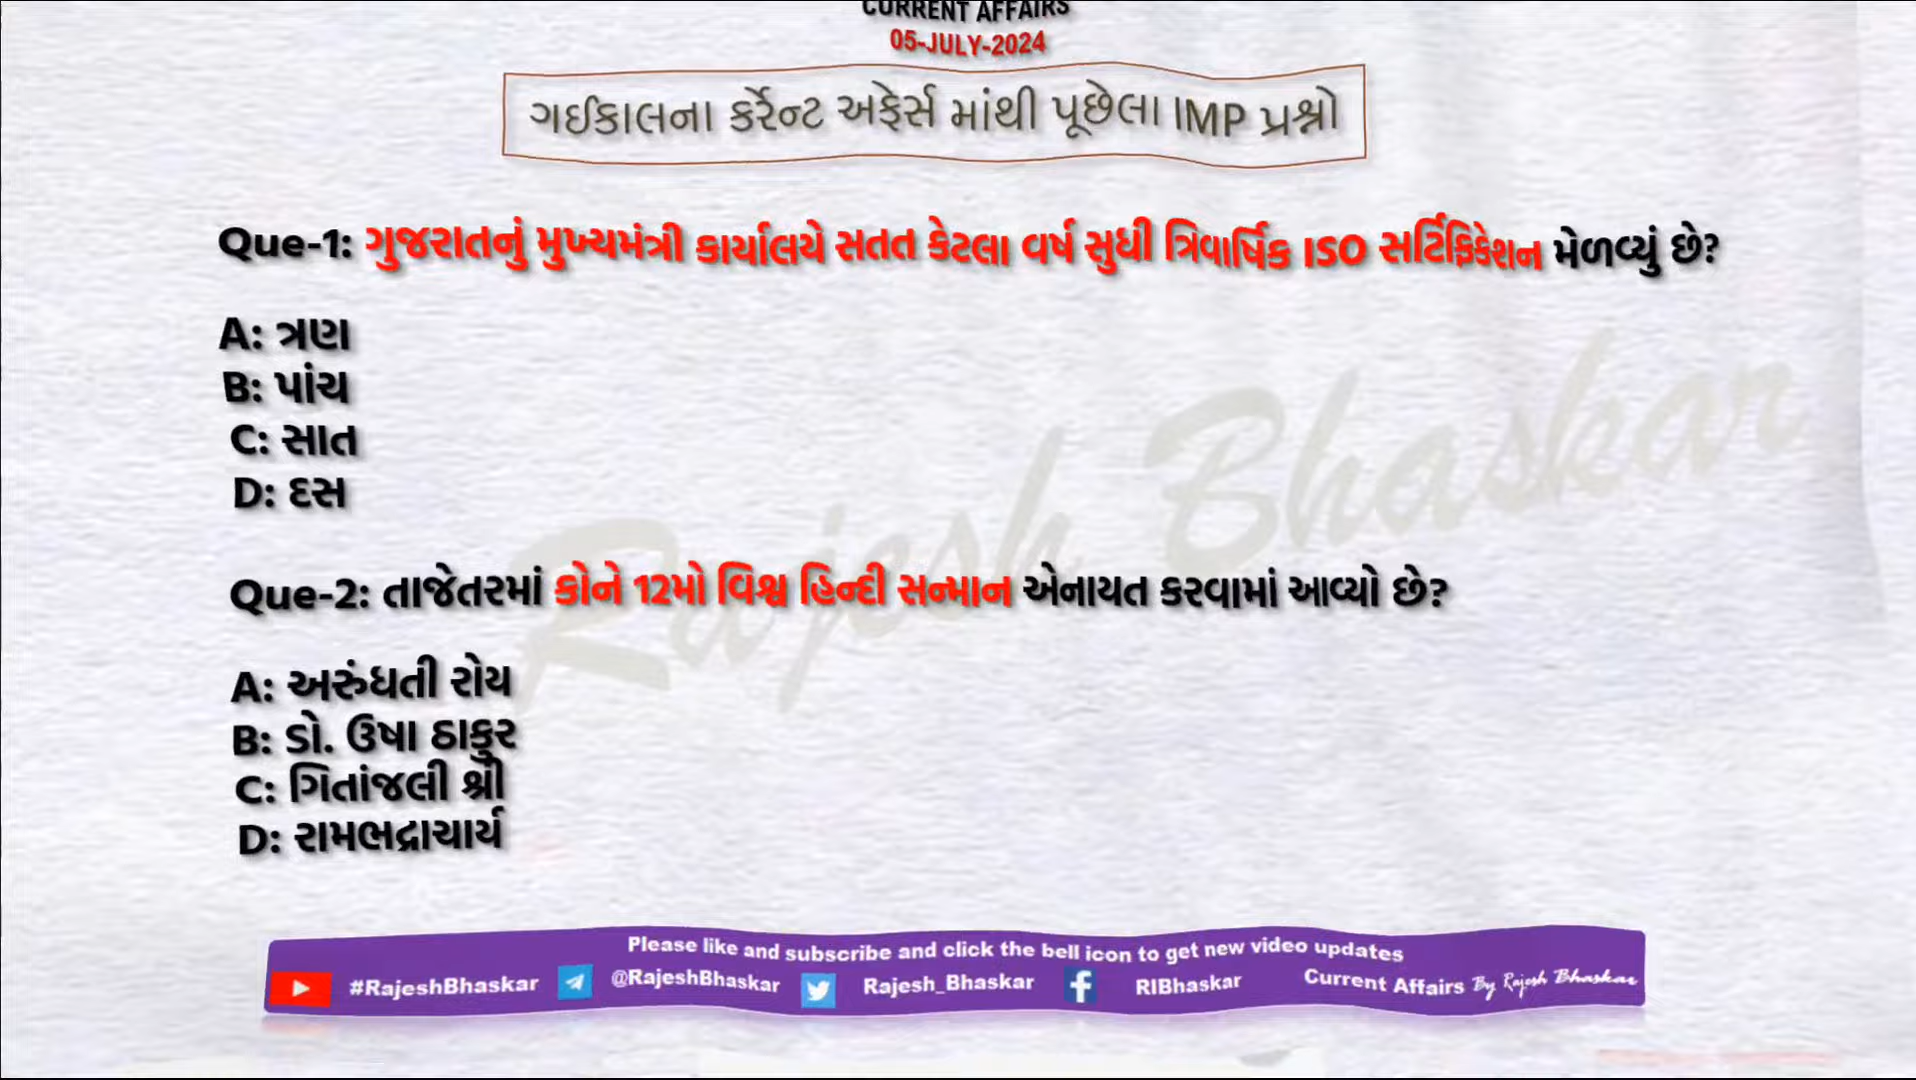 CURRENT AFFAIRS
05-JULY-2024
ગઈકાલના કર્રેન્ટ અફેર્સ માંથી પૂછેલા IMP પ્રશ્નો
Que-1: ગુજરાતનું મુખ્યમંત્રી કાર્યાલયે સતત કેટલા વર્ષ સુધી ત્રિવાર્ષિક ISO સર્ટિફિકેશન મેળવ્યું છે?
A: ત્રણ
B: પાંચ
C: સાત
D: દસ
Que-2: તાજેતરમાં કોને 12મો વિશ્વ હિન્દી સન્માન એનાયત કરવામાં આવ્યો છે?
A: અરુંધતી રોય
B: ડો. ઉષા ઠાકુર
C: ગિતાંજલી શ્રી
D: રામભદ્રાચાર્ય
Rajesh Bhaskar
Please like and subscribe and click the bell icon to get new video updates
#RajeshBhaskar @RajeshBhaskar Rajesh_Bhaskar RIBhaskar Current Affairs By Rajesh Bhaskar